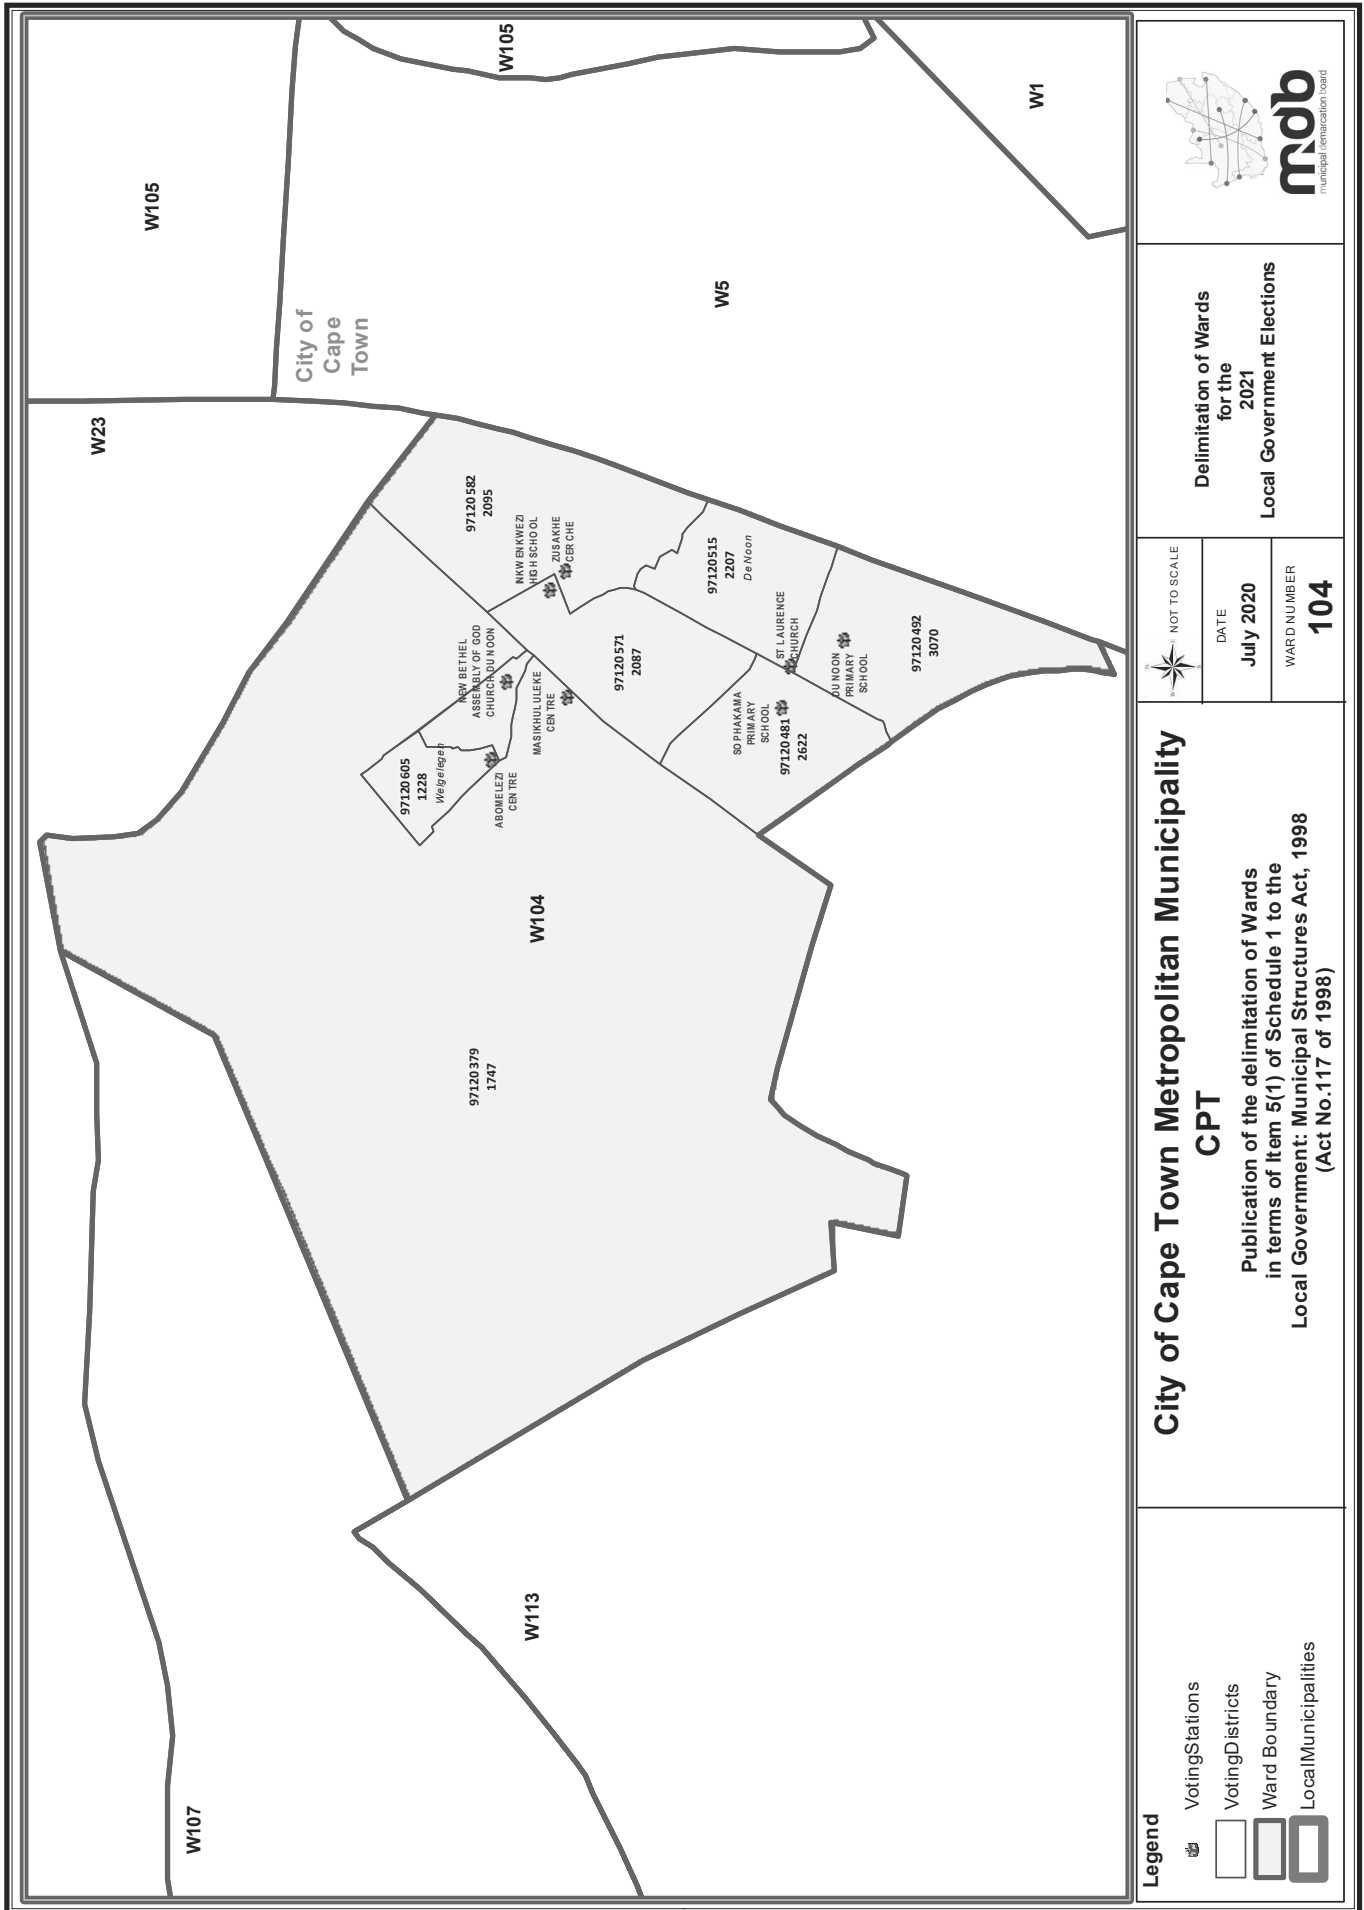 W105
W105
W1
W105
W5
City of
Cape
Town
W23
97120582
2095
NKWENKWEZI
HIGH SCHOOL
ZUSAKHE
CERCHE
97120515
2207
DeNoon
ST LAURENCE
CHURCH
NEW BETHEL
ASSEMBLY OF GOD
CHURCH DU NOON
MASIKHULULEKE
CENTRE
97120571
2087
DU NOON
PRIMARY
SCHOOL
97120492
3070
SOPHAKAMA
PRIMARY
SCHOOL
97120481
2622
97120605
1228
Welgelegen
ABOMELEZI
CENTRE
W104
97120379
1747
W113
W107
Legend
VotingStations
VotingDistricts
Ward Boundary
LocalMunicipalities
City of Cape Town Metropolitan Municipality
CPT
Publication of the delimitation of Wards
in terms of Item 5(1) of Schedule 1 to the
Local Government: Municipal Structures Act, 1998
(Act No.117 of 1998)
N
E
S
W
NOT TO SCALE
DATE
July 2020
WARD NUMBER
104
Delimitation of Wards
for the
2021
Local Government Elections
mdb
municipal demarcation board